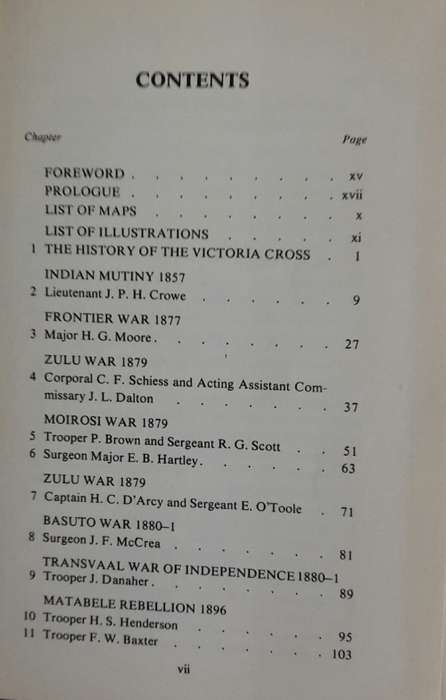 CONTENTS
Chapter Page
FOREWORD . . . . . . . . . xv
PROLOGUE . . . . . . . . . xvii
LIST OF MAPS . . . . . . . . x
LIST OF ILLUSTRATIONS . . . . . xi
1 THE HISTORY OF THE VICTORIA CROSS . 1
INDIAN MUTINY 1857
2 Lieutenant J. P. H. Crowe . . . . . 9
FRONTIER WAR 1877
3 Major H. G. Moore . . . . . . . 27
ZULU WAR 1879
4 Corporal C. F. Schiess and Acting Assistant Com-
missary J. L. Dalton . . . . . . 37
MOIROSI WAR 1879
5 Trooper P. Brown and Sergeant R. G. Scott . . 51
6 Surgeon Major E. B. Hartley . . . . . . 63
ZULU WAR 1879
7 Captain H. C. D'Arcy and Sergeant E. O'Toole . 71
BASUTO WAR 1880-1
8 Surgeon J. F. McCrea . . . . . . . 81
TRANSVAAL WAR OF INDEPENDENCE 1880-1
9 Trooper J. Danaher . . . . . . . . 89
MATABELE REBELLION 1896
10 Trooper H. S. Henderson . . . . . . 95
11 Trooper F. W. Baxter . . . . . . . 103
vii